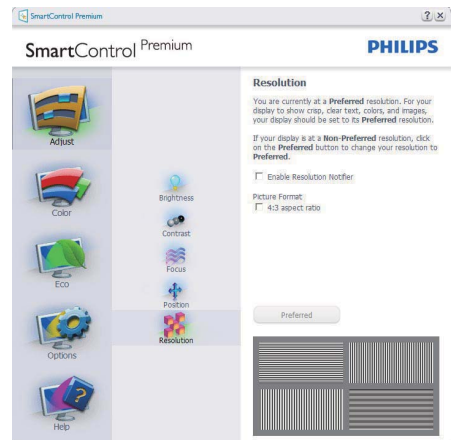 SmartControl Premium
? x
SmartControl Premium
PHILIPS
Adjust
Color
Eco
Options
Help
Brightness
Contrast
Focus
Position
Resolution
Resolution
You are currently at a Preferred resolution. For your
display to show crisp, clear text, colors, and images,
your display should be set to its Preferred resolution.
If your display is at a Non-Preferred resolution, click
on the Preferred button to change your resolution to
Preferred.
Enable Resolution Notifier
Picture Format
4:3 aspect ratio
Preferred